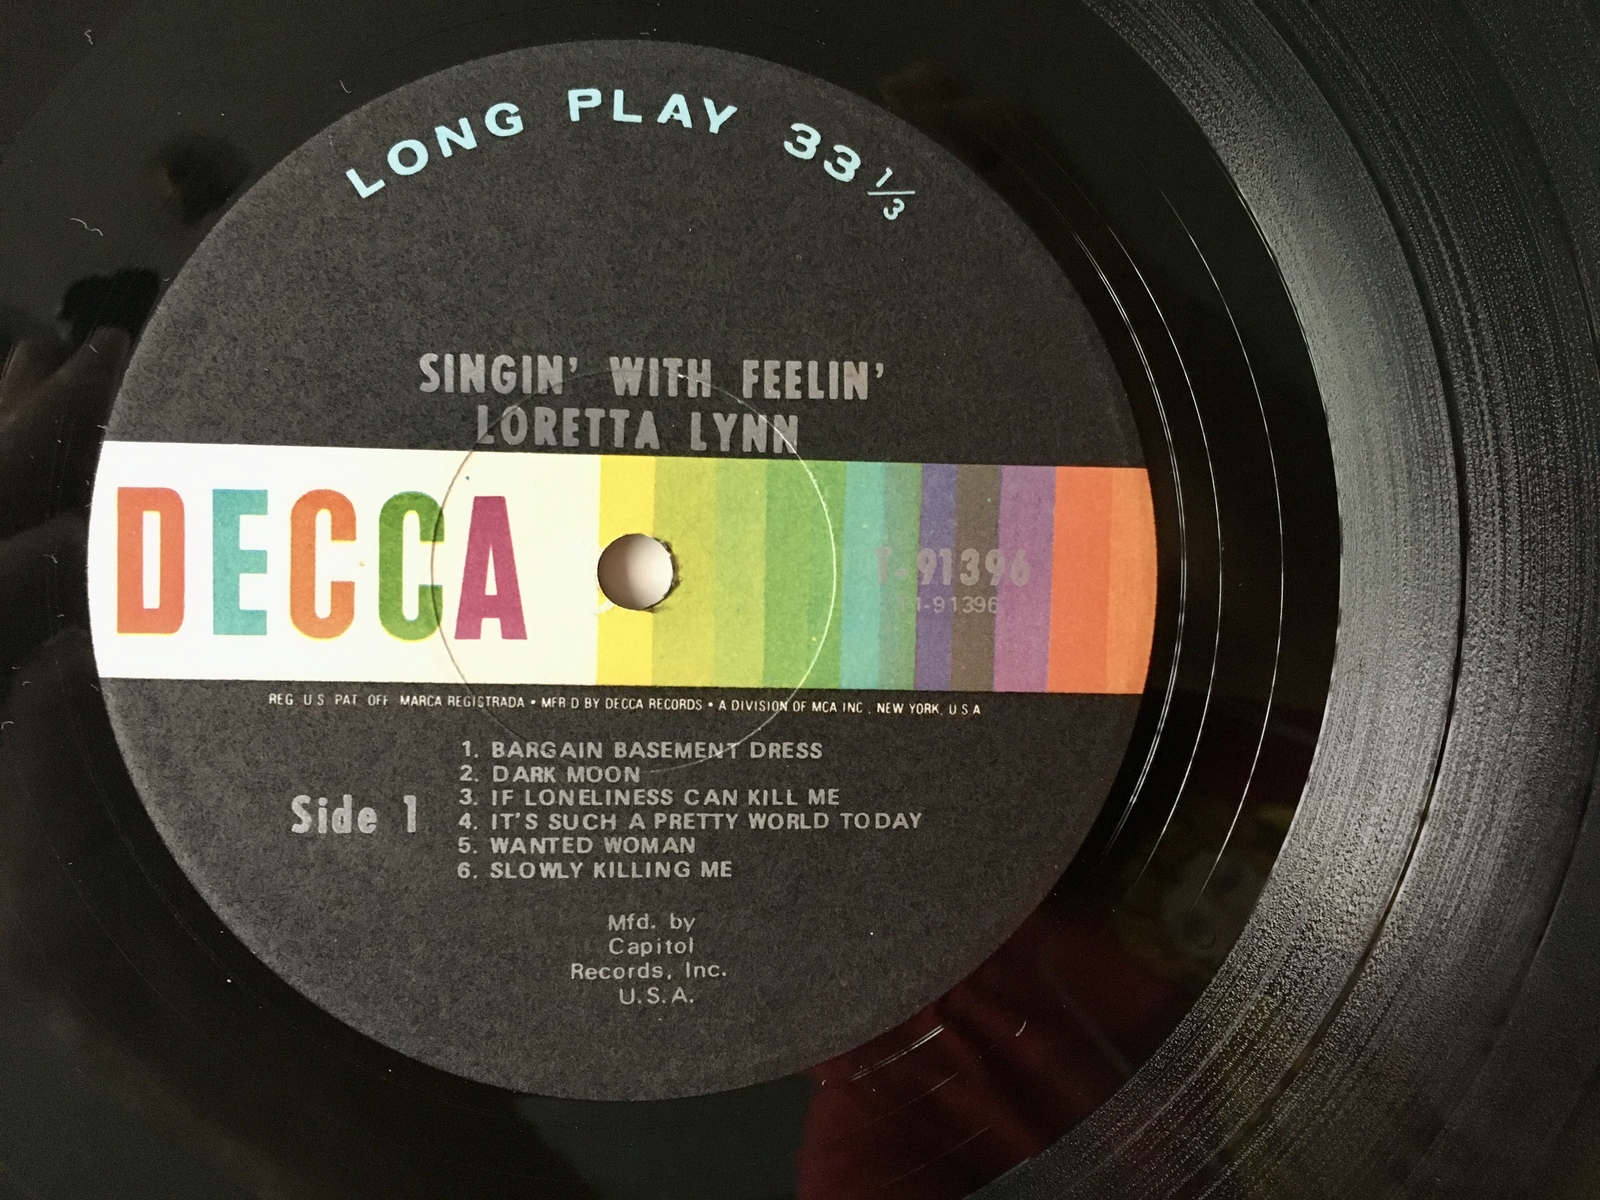 LONG PLAY 33 1/3
SINGIN' WITH FEELIN'
LORETTA LYNN
DECCA
T-91396
T1-91396
REG. U.S. PAT. OFF. MARCA REGISTRADA • MFR'D BY DECCA RECORDS • A DIVISION OF MCA INC., NEW YORK, U.S.A
1. BARGAIN BASEMENT DRESS
2. DARK MOON
3. IF LONELINESS CAN KILL ME
4. IT'S SUCH A PRETTY WORLD TODAY
5. WANTED WOMAN
6. SLOWLY KILLING ME
Side 1
Mfd. by
Capitol
Records, Inc.
U.S.A.